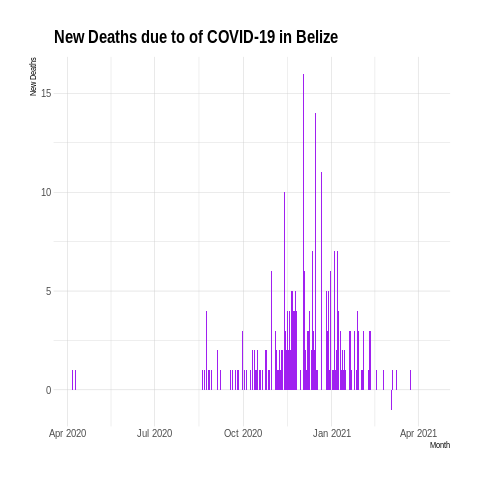 New Deaths due to of COVID-19 in Belize
New Deaths
15
10
5
0
Apr 2020 Jul 2020 Oct 2020 Jan 2021 Apr 2021
Month